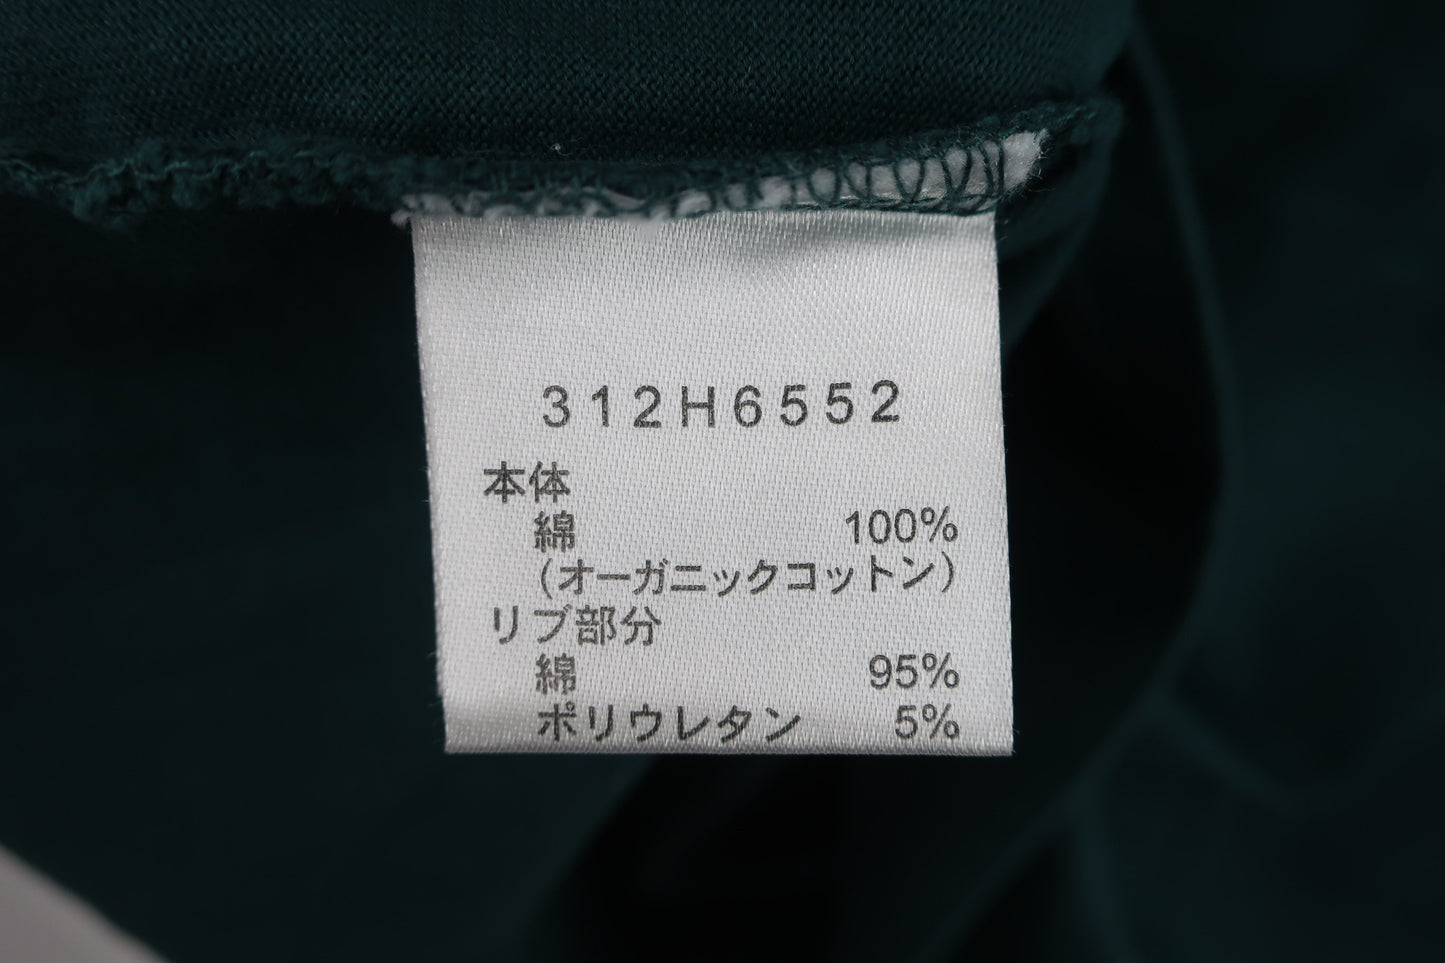 312H6552
本体
綿 100%
(オーガニックコットン)
リブ部分
綿 95%
ポリウレタン 5%